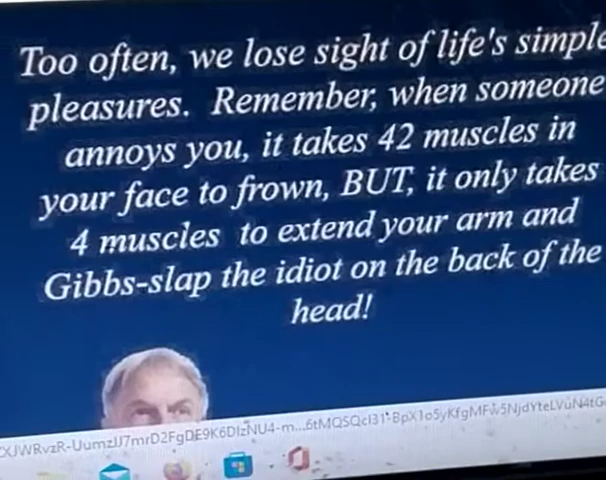 Too often, we lose sight of life's simple
pleasures. Remember, when someone
annoys you, it takes 42 muscles in
your face to frown, BUT, it only takes
4 muscles to extend your arm and
Gibbs-slap the idiot on the back of the
head!